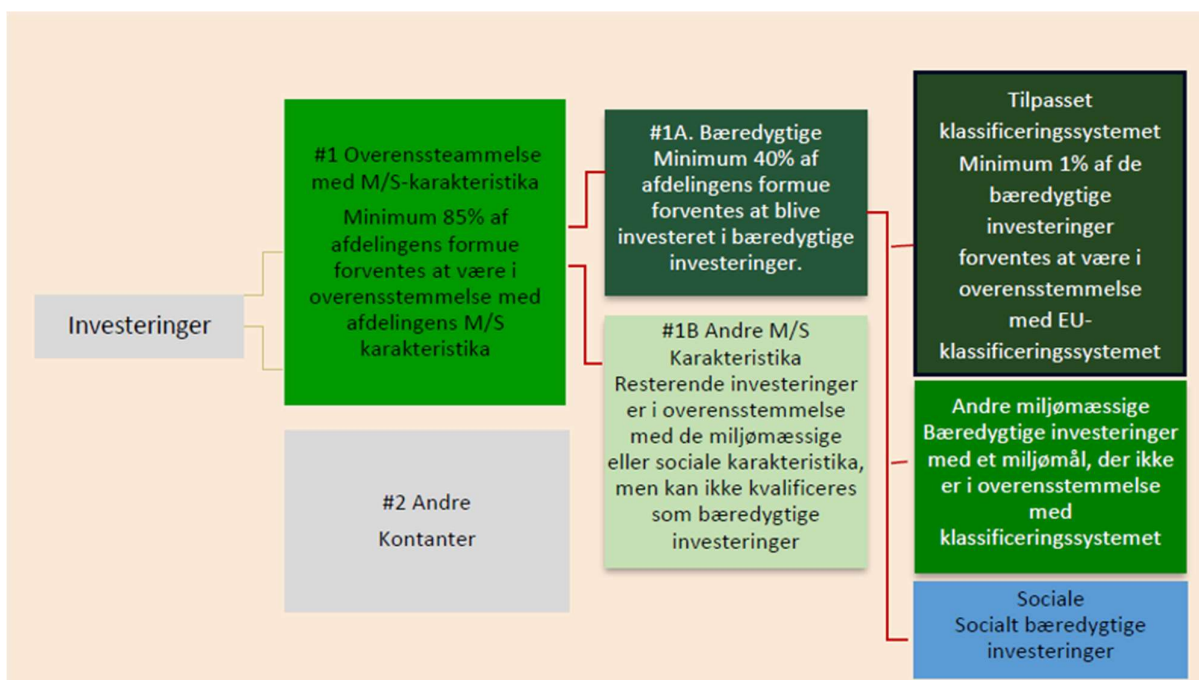 Investeringer
#1 Overenssteammelse
med M/S-karakteristika
Minimum 85% af
afdelingens formue
forventes at være i
overensstemmelse med
afdelingens M/S
karakteristika
#2 Andre
Kontanter
#1A. Bæredygtige
Minimum 40% af
afdelingens formue
forventes at blive
investeret i bæredygtige
investeringer.
#1B Andre M/S
Karakteristika
Resterende investeringer
er i overensstemmelse
med de miljømæssige
eller sociale karakteristika,
men kan ikke kvalificeres
som bæredygtige
investeringer
Tilpasset
klassificeringssystemet
Minimum 1% af de
bæredygtige
investeringer
forventes at være i
overensstemmelse
med EU-
klassificeringssystemet
Andre miljømæssige
Bæredygtige investeringer
med et miljømål, der ikke
er i overensstemmelse
med
klassificeringssystemet
Sociale
Socialt bæredygtige
investeringer